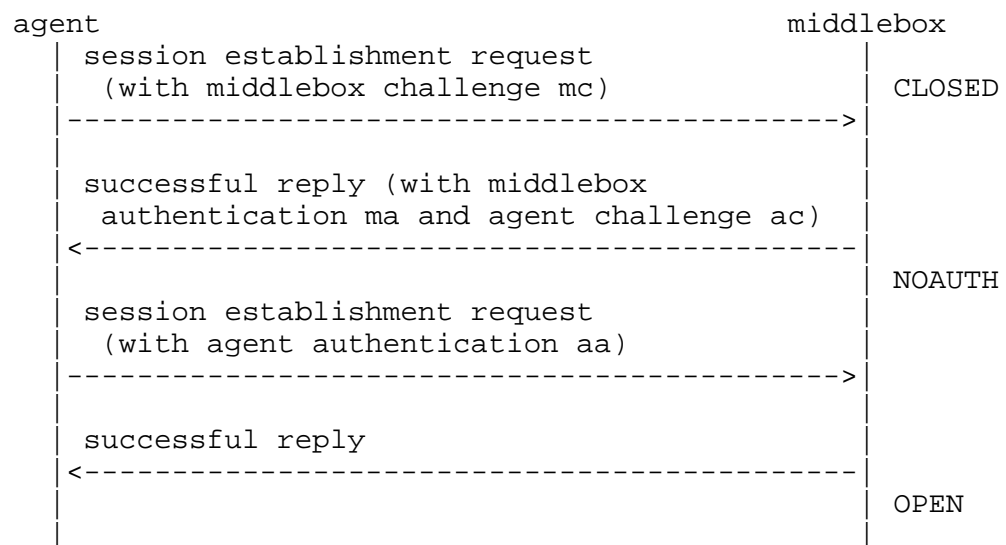 agent middlebox
session establishment request
(with middlebox challenge mc) CLOSED
successful reply (with middlebox
authentication ma and agent challenge ac)
NOAUTH
session establishment request
(with agent authentication aa)
successful reply
OPEN